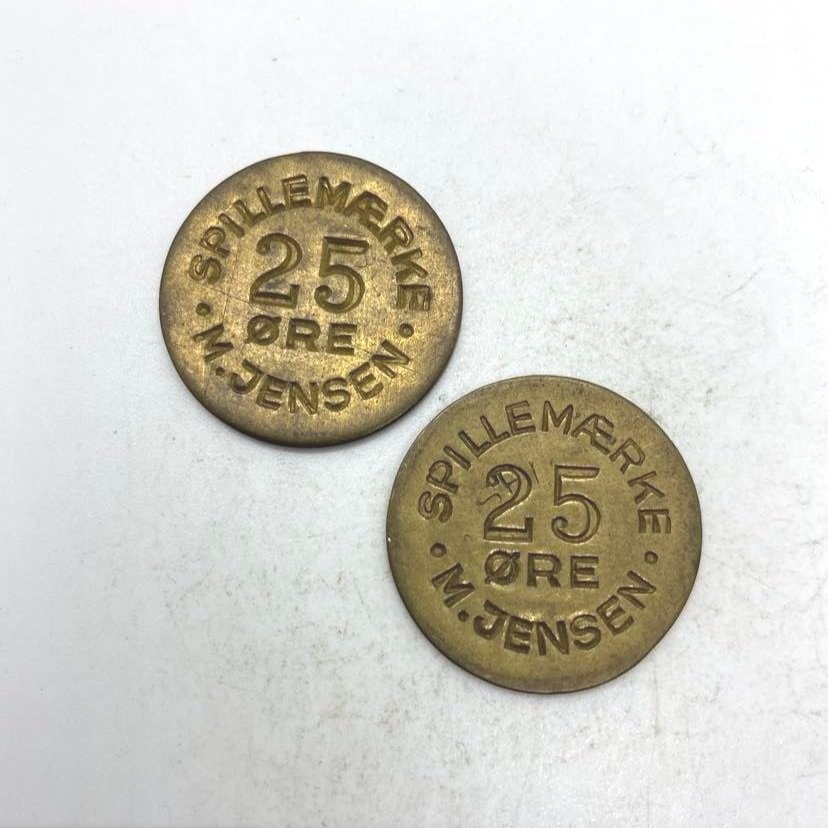 SPILLEMÆRKE
25
ØRE
• M. JENSEN •
SPILLEMÆRKE
25
ØRE
• M. JENSEN •